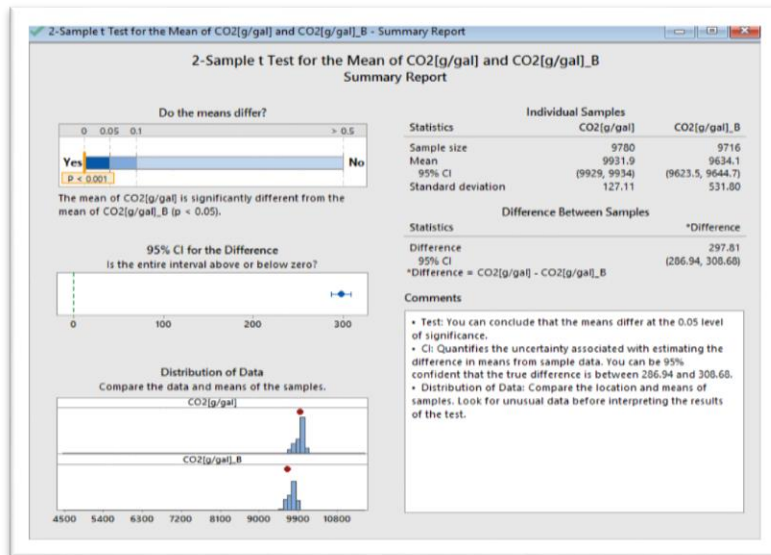 2-Sample t Test for the Mean of CO2[g/gal] and CO2[g/gal]_B - Summary Report
2-Sample t Test for the Mean of CO2[g/gal] and CO2[g/gal]_B
Summary Report
Do the means differ?
0 0.05 0.1 > 0.5
Yes No
P < 0.001
The mean of CO2[g/gal] is significantly different from the
mean of CO2[g/gal]_B (p < 0.05).
95% CI for the Difference
Is the entire interval above or below zero?
0 100 200 300
Distribution of Data
Compare the data and means of the samples.
CO2[g/gal]
CO2[g/gal]_B
4500 5400 6300 7200 8100 9000 9900 10800
Individual Samples
Statistics CO2[g/gal] CO2[g/gal]_B
Sample size 9780 9716
Mean 9931.9 9634.1
95% CI (9929, 9934) (9623.5, 9644.7)
Standard deviation 127.11 531.80
Difference Between Samples
Statistics *Difference
Difference 297.81
95% CI (286.94, 308.68)
*Difference = CO2[g/gal] - CO2[g/gal]_B
Comments
• Test: You can conclude that the means differ at the 0.05 level
of significance.
• CI: Quantifies the uncertainty associated with estimating the
difference in means from sample data. You can be 95%
confident that the true difference is between 286.94 and 308.68.
• Distribution of Data: Compare the location and means of
samples. Look for unusual data before interpreting the results
of the test.